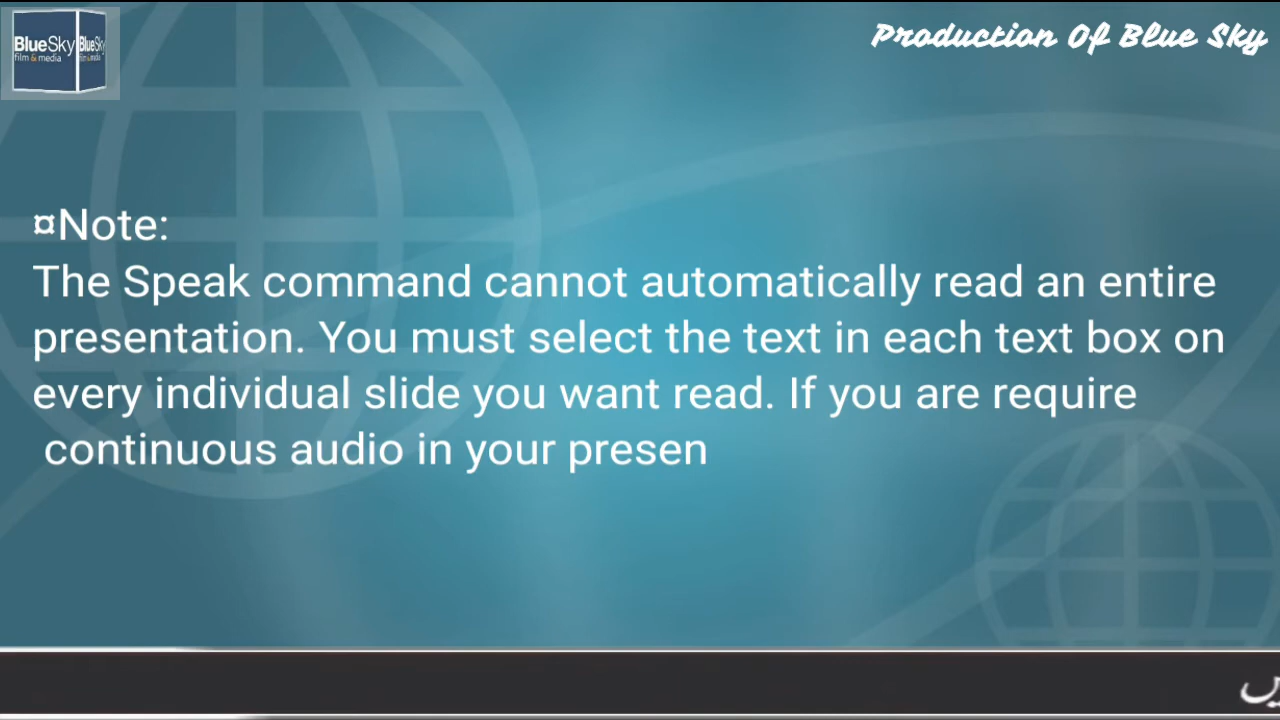 BlueSky BlueSky
film & media film & media
Production Of Blue Sky
¤Note:
The Speak command cannot automatically read an entire
presentation. You must select the text in each text box on
every individual slide you want read. If you are require
continuous audio in your presen